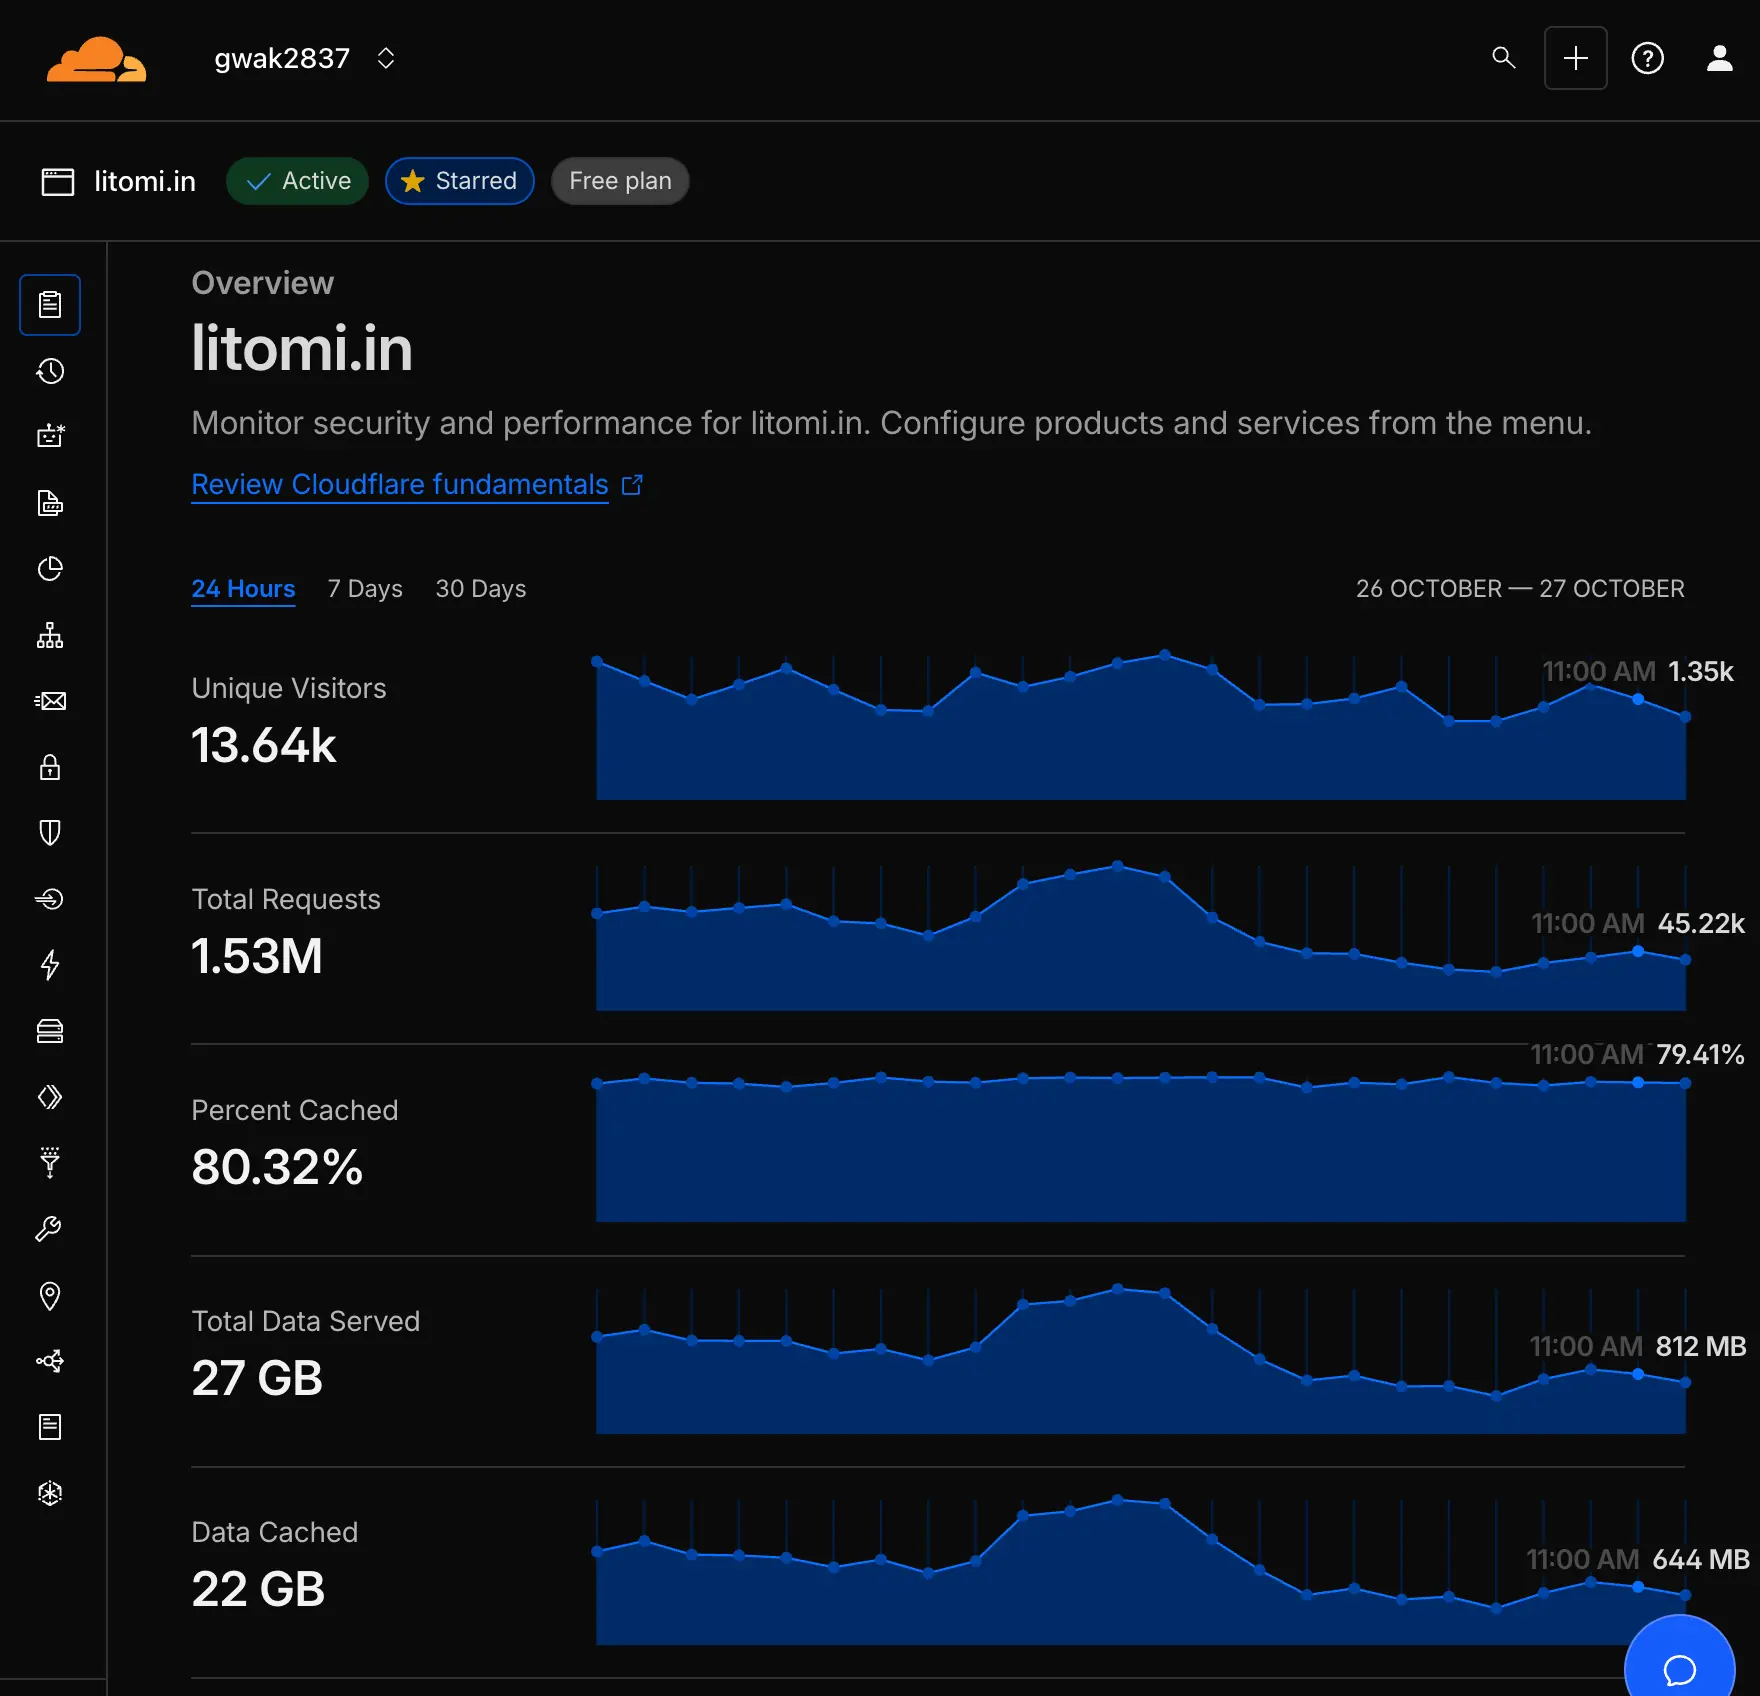 gwak2837
litomi.in
Active
Starred
Free plan
Overview
litomi.in
Monitor security and performance for litomi.in. Configure products and services from the menu.
Review Cloudflare fundamentals
24 Hours
7 Days
30 Days
26 OCTOBER — 27 OCTOBER
Unique Visitors
13.64k
11:00 AM 1.35k
Total Requests
1.53M
11:00 AM 45.22k
Percent Cached
80.32%
11:00 AM 79.41%
Total Data Served
27 GB
11:00 AM 812 MB
Data Cached
22 GB
11:00 AM 644 MB